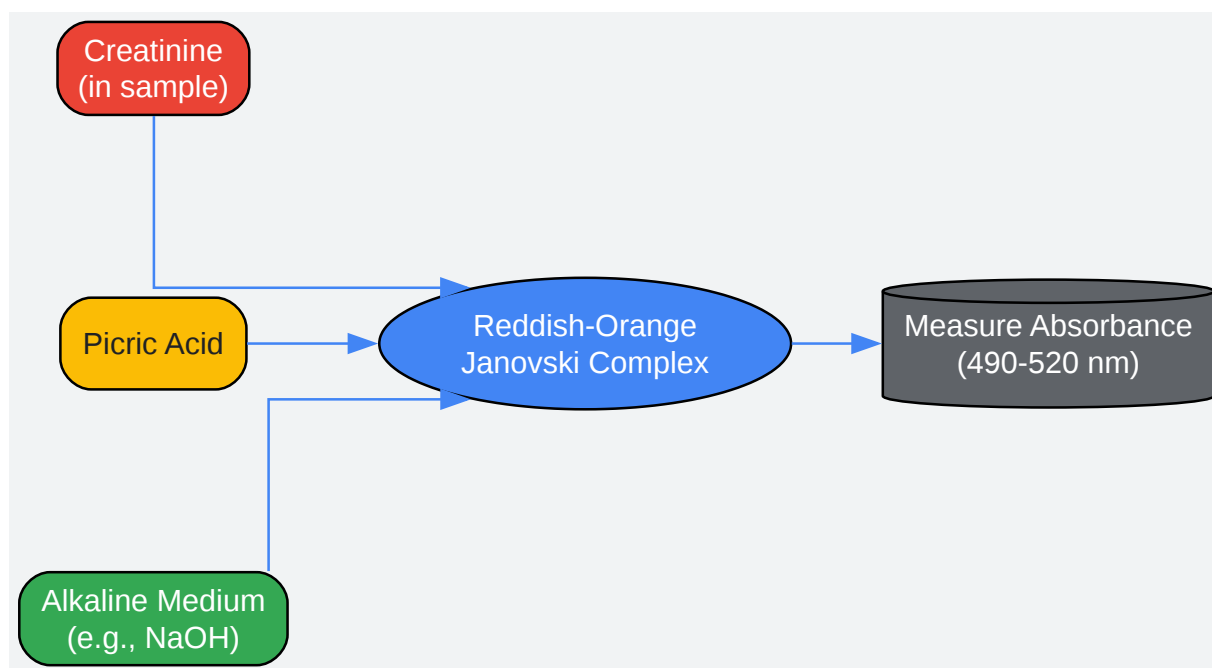 Creatinine
(in sample)
Picric Acid
Reddish-Orange
Janovski Complex
Measure Absorbance
(490-520 nm)
Alkaline Medium
(e.g., NaOH)